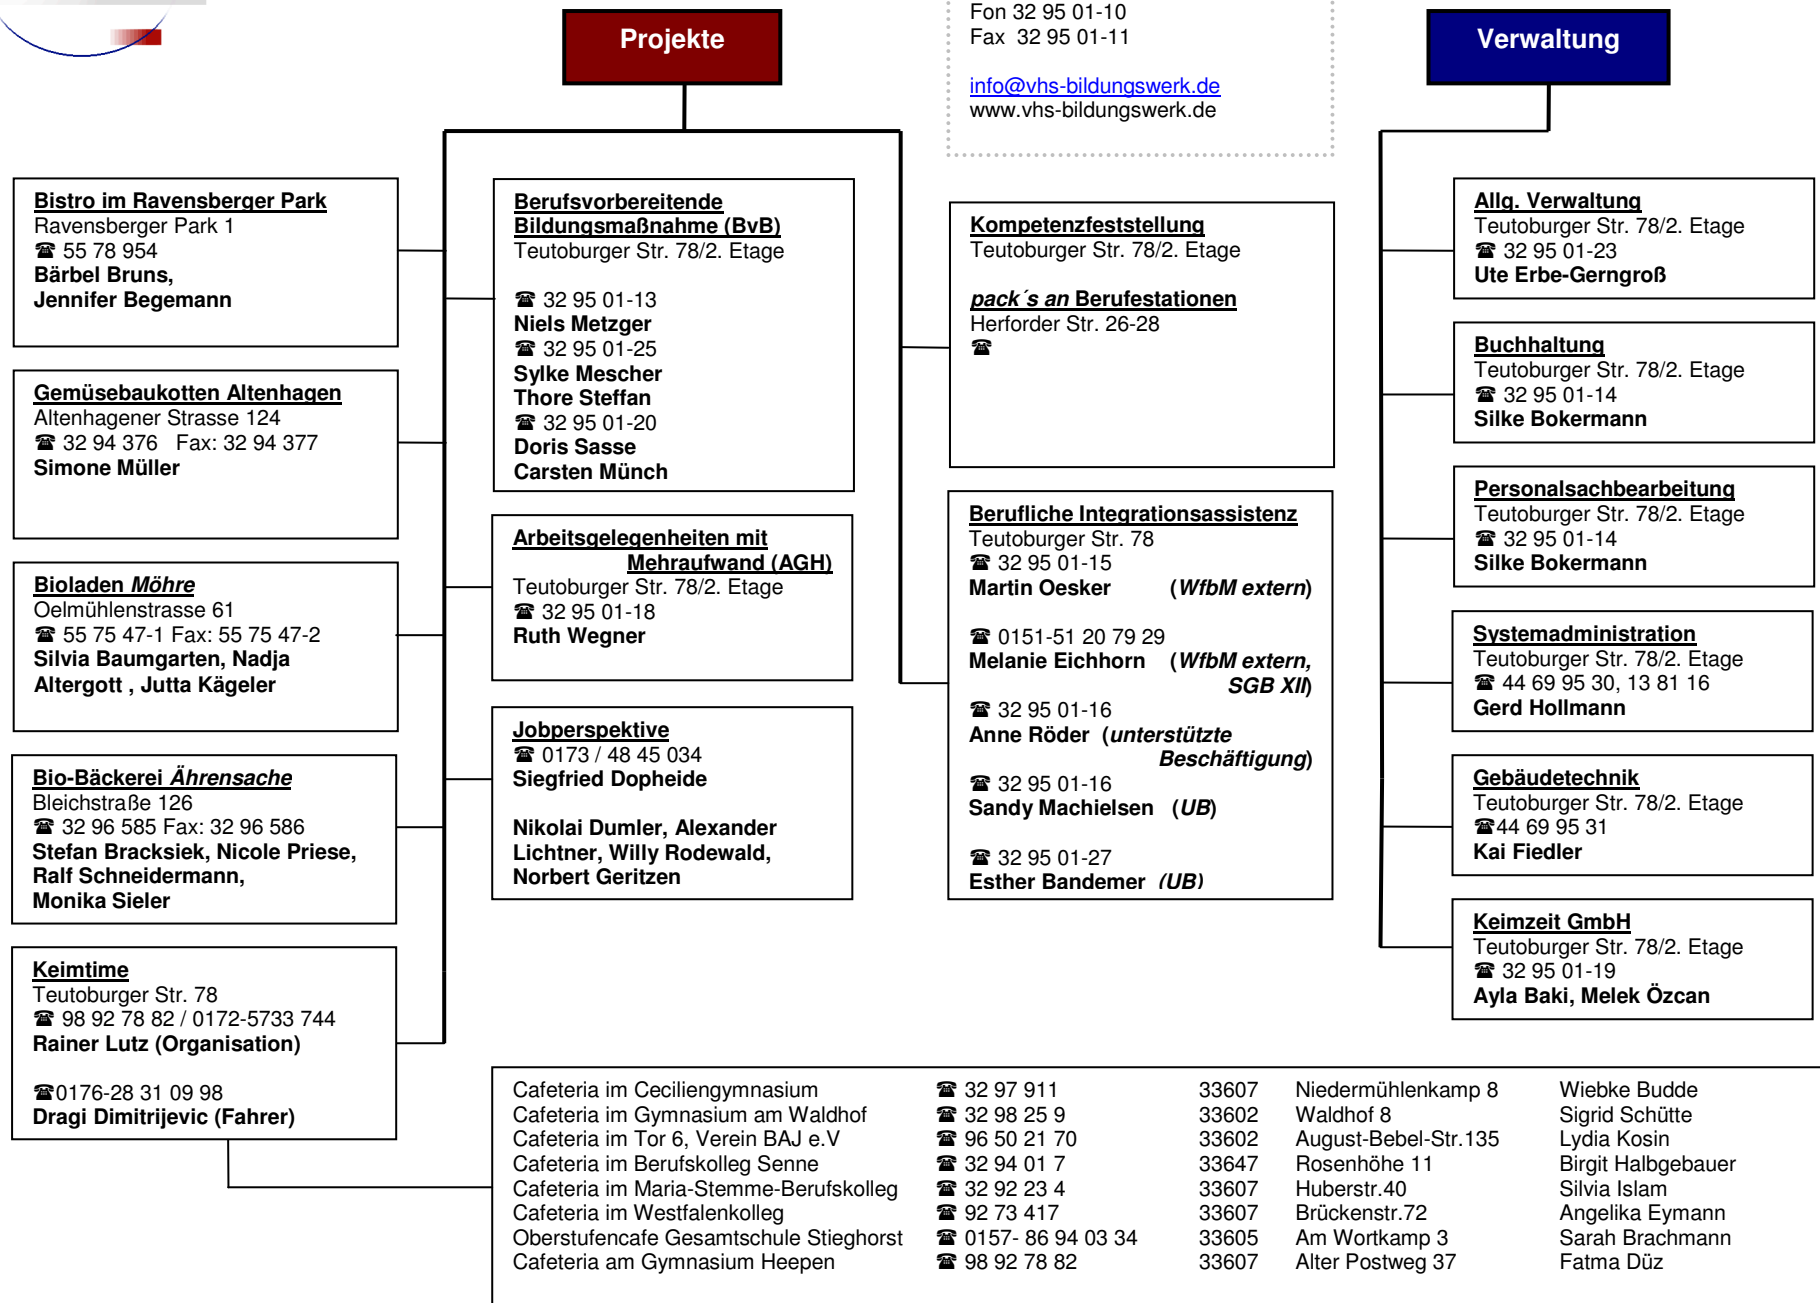 Projekte
Fon 32 95 01-10
Fax 32 95 01-11
info@vhs-bildungswerk.de
www.vhs-bildungswerk.de
Verwaltung
Bistro im Ravensberger Park
Ravensberger Park 1
☎ 55 78 954
Bärbel Bruns,
Jennifer Begemann
Gemüsebaukotten Altenhagen
Altenhagener Strasse 124
☎ 32 94 376 Fax: 32 94 377
Simone Müller
Bioladen Möhre
Oelmühlenstrasse 61
☎ 55 75 47-1 Fax: 55 75 47-2
Silvia Baumgarten, Nadja
Altergott , Jutta Kägeler
Bio-Bäckerei Ährensache
Bleichstraße 126
☎ 32 96 585 Fax: 32 96 586
Stefan Bracksiek, Nicole Priese,
Ralf Schneidermann,
Monika Sieler
Keimtime
Teutoburger Str. 78
☎ 98 92 78 82 / 0172-5733 744
Rainer Lutz (Organisation)
☎0176-28 31 09 98
Dragi Dimitrijevic (Fahrer)
Berufsvorbereitende
Bildungsmaßnahme (BvB)
Teutoburger Str. 78/2. Etage
☎ 32 95 01-13
Niels Metzger
☎ 32 95 01-25
Sylke Mescher
Thore Steffan
☎ 32 95 01-20
Doris Sasse
Carsten Münch
Arbeitsgelegenheiten mit
Mehraufwand (AGH)
Teutoburger Str. 78/2. Etage
☎ 32 95 01-18
Ruth Wegner
Jobperspektive
☎ 0173 / 48 45 034
Siegfried Dopheide
Nikolai Dumler, Alexander
Lichtner, Willy Rodewald,
Norbert Geritzen
Kompetenzfeststellung
Teutoburger Str. 78/2. Etage
pack´s an Berufestationen
Herforder Str. 26-28
☎
Berufliche Integrationsassistenz
Teutoburger Str. 78
☎ 32 95 01-15
Martin Oesker (WfbM extern)
☎ 0151-51 20 79 29
Melanie Eichhorn (WfbM extern,
SGB XII)
☎ 32 95 01-16
Anne Röder (unterstützte
Beschäftigung)
☎ 32 95 01-16
Sandy Machielsen (UB)
☎ 32 95 01-27
Esther Bandemer (UB)
Allg. Verwaltung
Teutoburger Str. 78/2. Etage
☎ 32 95 01-23
Ute Erbe-Gerngroß
Buchhaltung
Teutoburger Str. 78/2. Etage
☎ 32 95 01-14
Silke Bokermann
Personalsachbearbeitung
Teutoburger Str. 78/2. Etage
☎ 32 95 01-14
Silke Bokermann
Systemadministration
Teutoburger Str. 78/2. Etage
☎ 44 69 95 30, 13 81 16
Gerd Hollmann
Gebäudetechnik
Teutoburger Str. 78/2. Etage
☎44 69 95 31
Kai Fiedler
Keimzeit GmbH
Teutoburger Str. 78/2. Etage
☎ 32 95 01-19
Ayla Baki, Melek Özcan
Cafeteria im Ceciliengymnasium ☎ 32 97 911 33607 Niedermühlenkamp 8 Wiebke Budde
Cafeteria im Gymnasium am Waldhof ☎ 32 98 25 9 33602 Waldhof 8 Sigrid Schütte
Cafeteria im Tor 6, Verein BAJ e.V ☎ 96 50 21 70 33602 August-Bebel-Str.135 Lydia Kosin
Cafeteria im Berufskolleg Senne ☎ 32 94 01 7 33647 Rosenhöhe 11 Birgit Halbgebauer
Cafeteria im Maria-Stemme-Berufskolleg ☎ 32 92 23 4 33607 Huberstr.40 Silvia Islam
Cafeteria im Westfalenkolleg ☎ 92 73 417 33607 Brückenstr.72 Angelika Eymann
Oberstufencafe Gesamtschule Stieghorst ☎ 0157- 86 94 03 34 33605 Am Wortkamp 3 Sarah Brachmann
Cafeteria am Gymnasium Heepen ☎ 98 92 78 82 33607 Alter Postweg 37 Fatma Düz